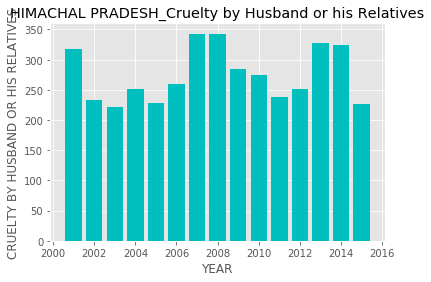 HIMACHAL PRADESH_Cruelty by Husband or his Relatives
CRUELTY BY HUSBAND OR HIS RELATIVES
350
300
250
200
150
100
50
0
2000 2002 2004 2006 2008 2010 2012 2014 2016
YEAR